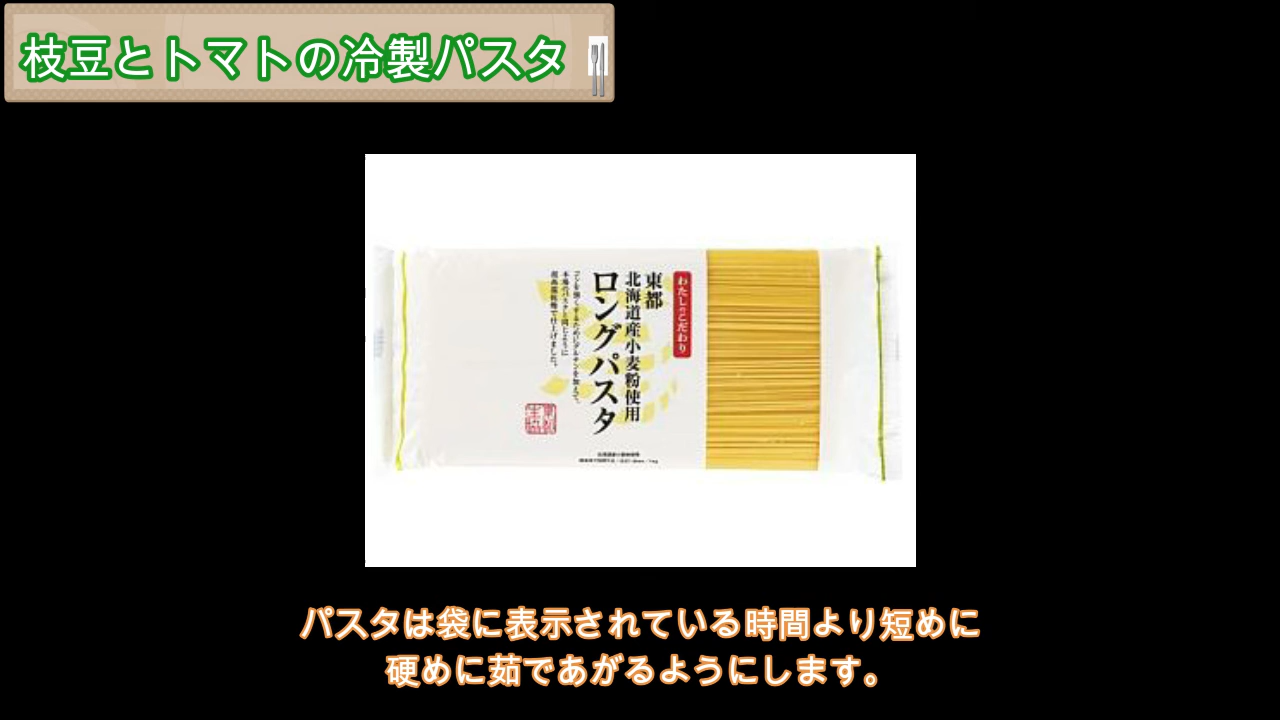 枝豆とトマトの冷製パスタ
わたしのこだわり
東都
北海道産小麦粉使用
ロングパスタ
パスタは袋に表示されている時間より短めに
硬めに茹であがるようにします。